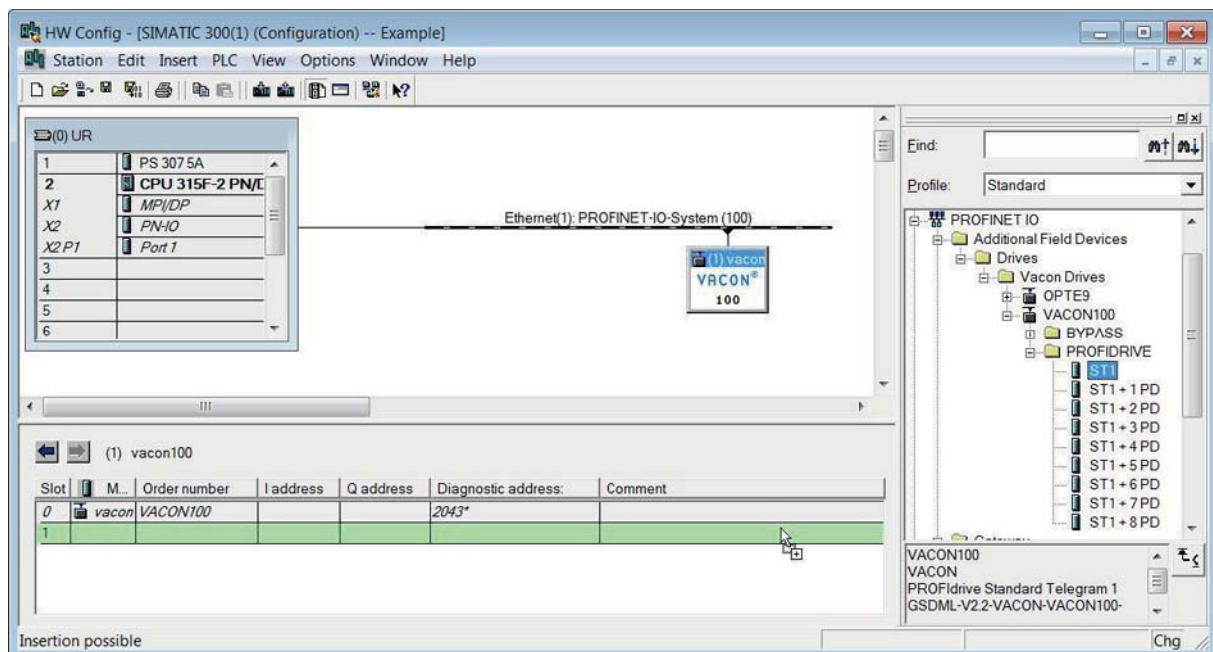 HW Config - [SIMATIC 300(1) (Configuration) -- Example]
Station Edit Insert PLC View Options Window Help
(0) UR
1 PS 307 5A
2 CPU 315F-2 PN/D
X1 MPI/DP
X2 PN-IO
X2 P1 Port 1
3
4
5
6
Ethernet(1): PROFINET-IO-System (100)
(1) vacon
VACON®
100
(1) vacon100
Slot M... Order number I address Q address Diagnostic address: Comment
0 vacon VACON100 2043*
1
Insertion possible
Find:
Profile: Standard
PROFINET IO
Additional Field Devices
Drives
Vacon Drives
OPTE9
VACON100
BYPASS
PROFIDRIVE
ST1
ST1 + 1 PD
ST1 + 2 PD
ST1 + 3 PD
ST1 + 4 PD
ST1 + 5 PD
ST1 + 6 PD
ST1 + 7 PD
ST1 + 8 PD
VACON100
VACON
PROFIdrive Standard Telegram 1
GSDML-V2.2-VACON-VACON100-
Chg